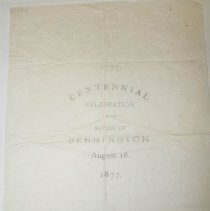 1777.
CENTENNIAL
CELEBRATION
BATTLE OF
BENNINGTON
August 16,
1877.